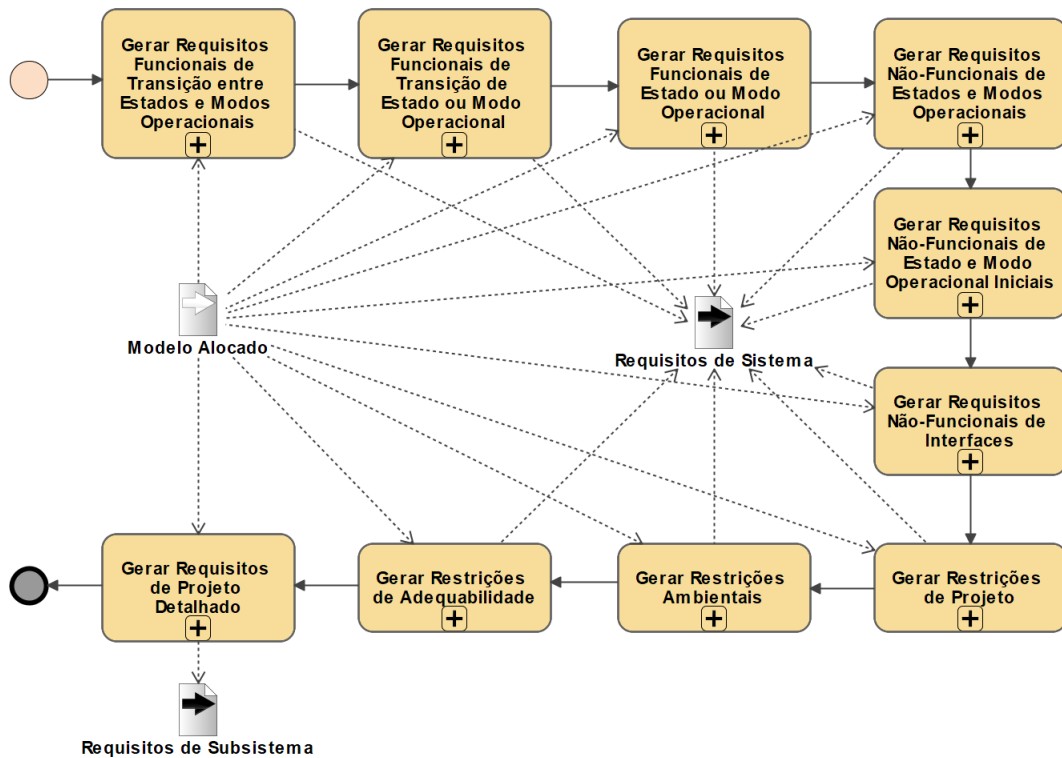 Gerar Requisitos
Funcionais de
Transição entre
Estados e Modos
Operacionais
Gerar Requisitos
Funcionais de
Transição de
Estado ou Modo
Operacional
Gerar Requisitos
Funcionais de
Estado ou Modo
Operacional
Gerar Requisitos
Não-Funcionais de
Estados e Modos
Operacionais
Gerar Requisitos
Não-Funcionais de
Estado e Modo
Operacional Iniciais
Modelo Alocado
Requisitos de Sistema
Gerar Requisitos
Não-Funcionais de
Interfaces
Gerar Requisitos
de Projeto
Detalhado
Gerar Restrições
de Adequabilidade
Gerar Restrições
Ambientais
Gerar Restrições
de Projeto
Requisitos de Subsistema